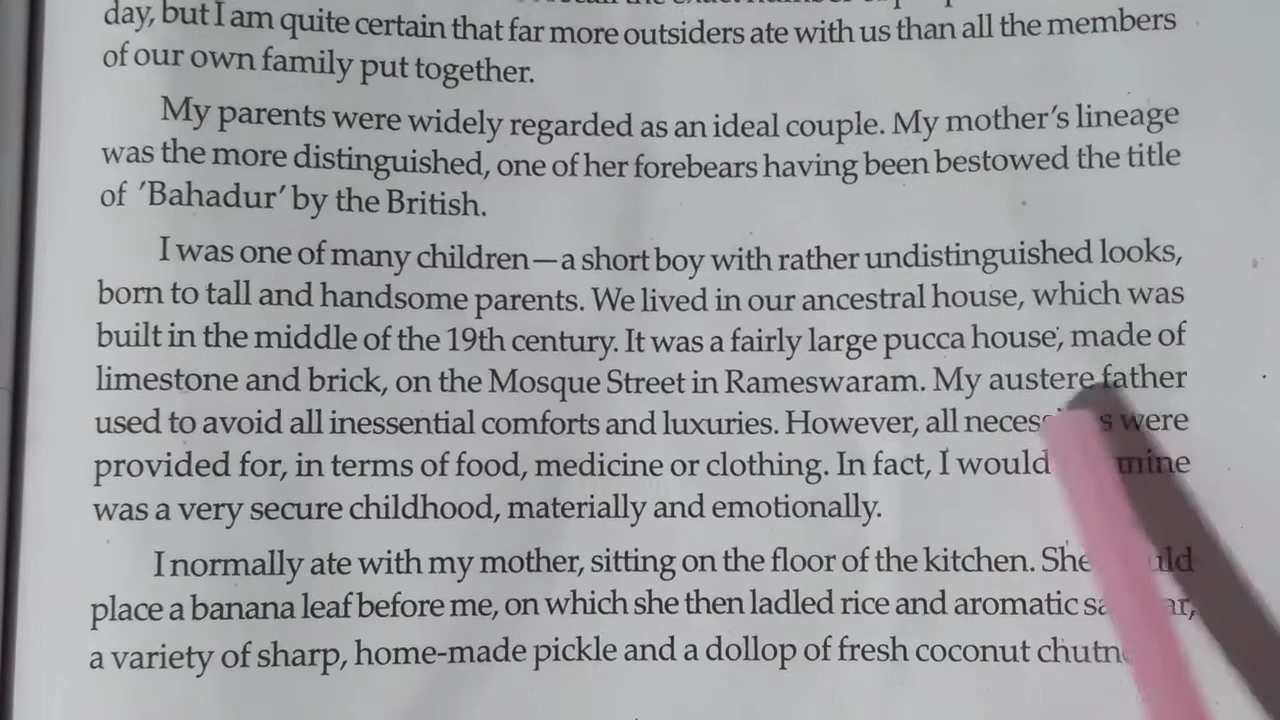 day, but I am quite certain that far more outsiders ate with us than all the members
of our own family put together.
My parents were widely regarded as an ideal couple. My mother's lineage
was the more distinguished, one of her forebears having been bestowed the title
of 'Bahadur' by the British.
I was one of many children—a short boy with rather undistinguished looks,
born to tall and handsome parents. We lived in our ancestral house, which was
built in the middle of the 19th century. It was a fairly large pucca house, made of
limestone and brick, on the Mosque Street in Rameswaram. My austere father
used to avoid all inessential comforts and luxuries. However, all were
provided for, in terms of food, medicine or clothing. In fact, I would mine
was a very secure childhood, materially and emotionally.
I normally ate with my mother, sitting on the floor of the kitchen. She
place a banana leaf before me, on which she then ladled rice and aromatic
a variety of sharp, home-made pickle and a dollop of fresh coconut